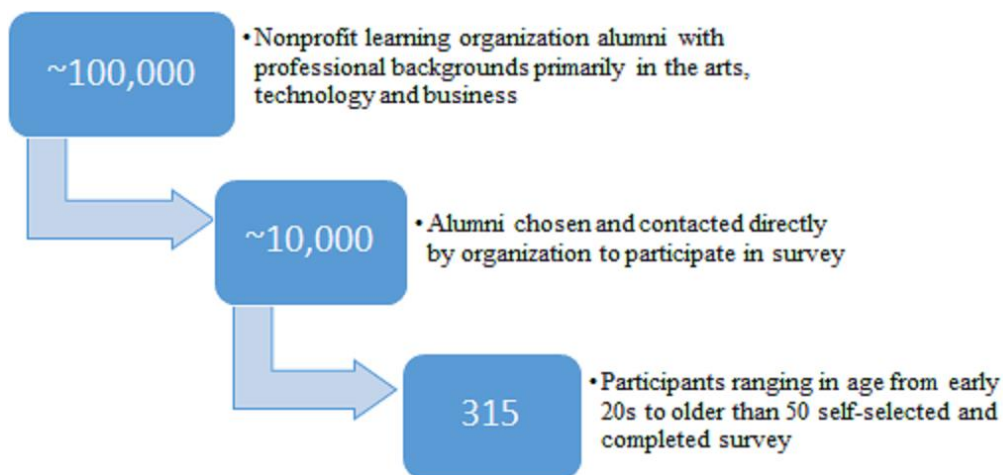 ~100,000
•Nonprofit learning organization alumni with
professional backgrounds primarily in the arts,
technology and business
~10,000
•Alumni chosen and contacted directly
by organization to participate in survey
315
•Participants ranging in age from early
20s to older than 50 self-selected and
completed survey